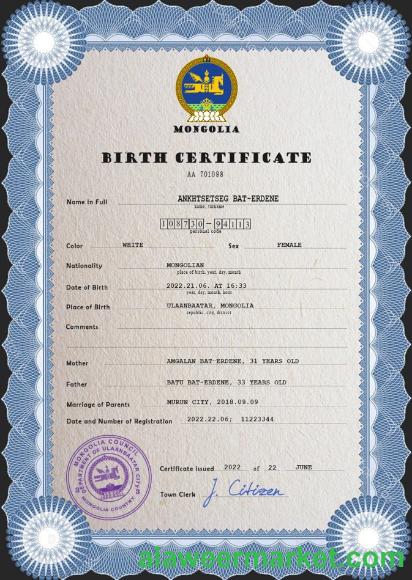 MONGOLIA
BIRTH CERTIFICATE
AA 701098
Name In Full ANKHTSETSEG BAT-ERDENE
name, surname
108730-94113
personal code
Color WEITE Sex FEMALE
Nationality MONGOLIAN
place of birth, year, day, month
Date of Birth 2022.21.06. AT 16:33
year, day, month, hour
Place of Birth ULAANBAATAR, MONGOLIA
republic, city, district
Comments
Mother AMGALAN BAT-ERDENE, 31 YEARS OLD
Father BATU BAT-ERDENE, 33 YEARS OLD
Marriage of Parents MURUN CITY, 2018.09.09
Date and Number of Registration 2022.22.06; 11223344
MONGOLIA COUNCIL
DEPARTMENT OF ULAANBAATAR CITY
MONGOLIA COUNTRY
Certificate issued 2022 of 22 JUNE
Town Clerk J. Citizen
alaweermarket.com